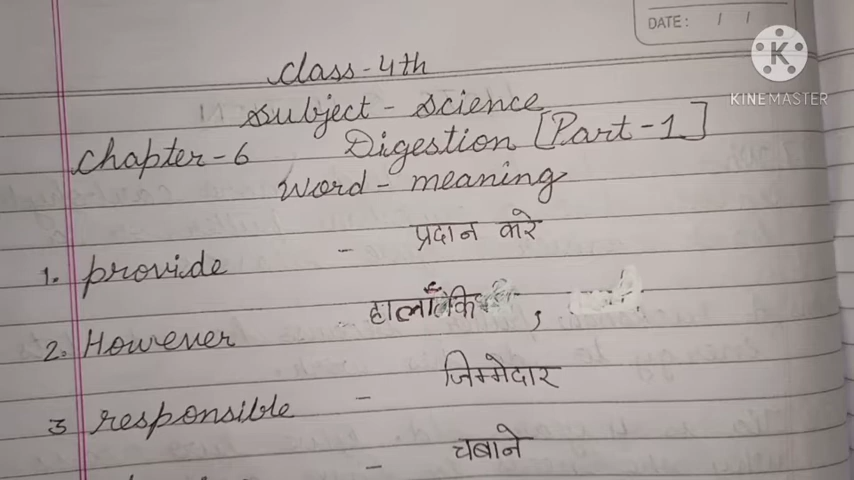 DATE: / /
KINEMASTER
Class-4th
Subject - Science
Chapter-6 Digestion [Part-1]
Word - meaning
1. provide - प्रदान करे
2. However - हालाँकि ,
3 responsible - जिम्मेदार
- चबाने